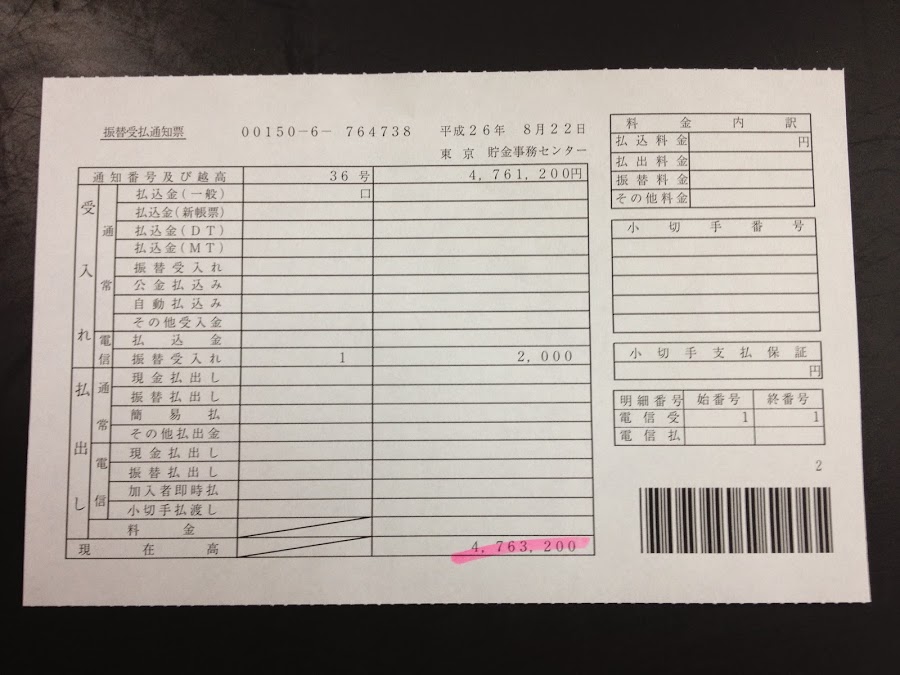 振替受払通知票 00150-6- 764738 平成26年 8月22日
東京 貯金事務センター
通知番号及び越高 36号 4,761,200円
受入れ
通常
払込金(一般) 口
払込金(新帳票)
払込金(DT)
払込金(MT)
振替受入れ
公金払込み
自動払込み
その他受入金
電信
払込金
振替受入れ 1 2,000
払出し
通常
現金払出し
振替払出し
簡易払
その他払出金
電信
現金払出し
振替払出し
加入者即時払
小切手払渡し
料金
現在高 4,763,200
料金内訳
払込料金 円
払出料金
振替料金
その他料金
小切手番号
小切手支払保証
円
明細番号 始番号 終番号
電信受 1 1
電信払
2